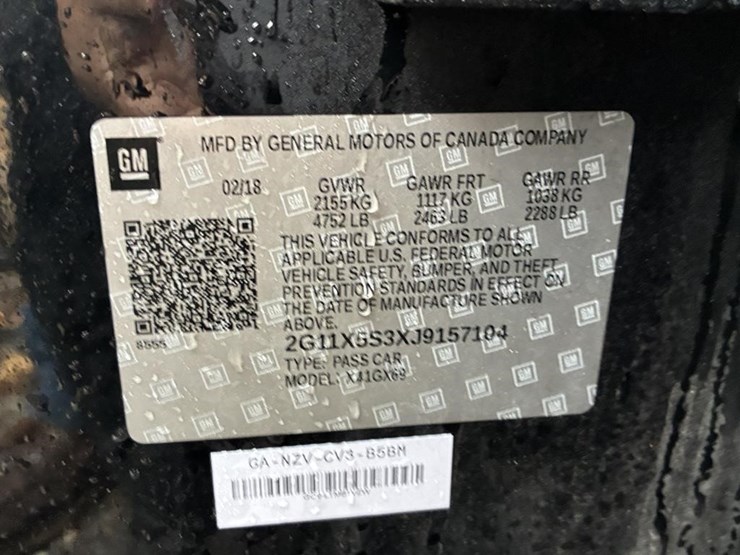 GM
MFD BY GENERAL MOTORS OF CANADA COMPANY
02/18 GVWR GAWR FRT GAWR RR
2155 KG 1117 KG 1038 KG
4752 LB 2463 LB 2288 LB
THIS VEHICLE CONFORMS TO ALL
APPLICABLE U.S. FEDERAL MOTOR
VEHICLE SAFETY, BUMPER, AND THEFT
PREVENTION STANDARDS IN EFFECT ON
THE DATE OF MANUFACTURE SHOWN
ABOVE.
8555 2G11X5S3XJ9157104
TYPE: PASS CAR
MODEL: X41GX69
GA-NZV-CV3-B5BM